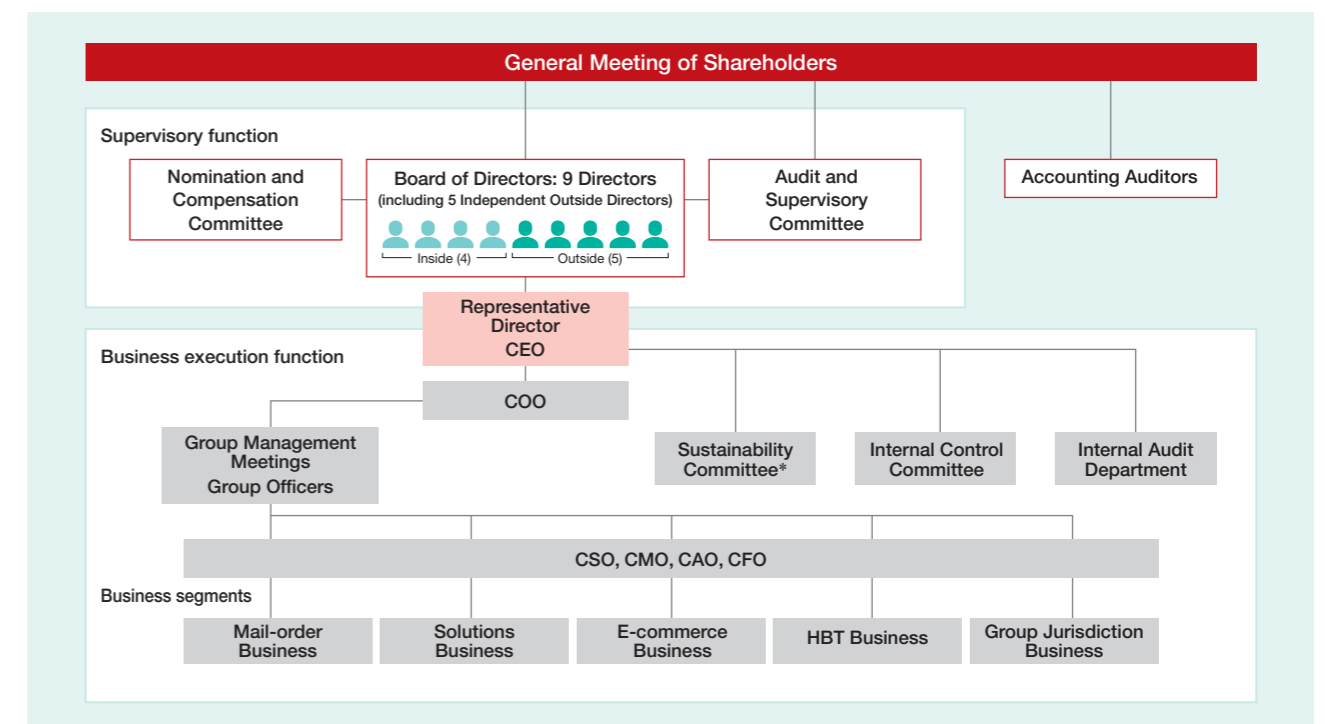 General Meeting of Shareholders
Supervisory function
Nomination and
Compensation
Committee
Board of Directors: 9 Directors
(including 5 Independent Outside Directors)
Inside (4)
Outside (5)
Audit and
Supervisory
Committee
Accounting Auditors
Representative
Director
CEO
Business execution function
COO
Group Management
Meetings
Group Officers
Sustainability
Committee*
Internal Control
Committee
Internal Audit
Department
CSO, CMO, CAO, CFO
Business segments
Mail-order
Business
Solutions
Business
E-commerce
Business
HBT Business
Group Jurisdiction
Business